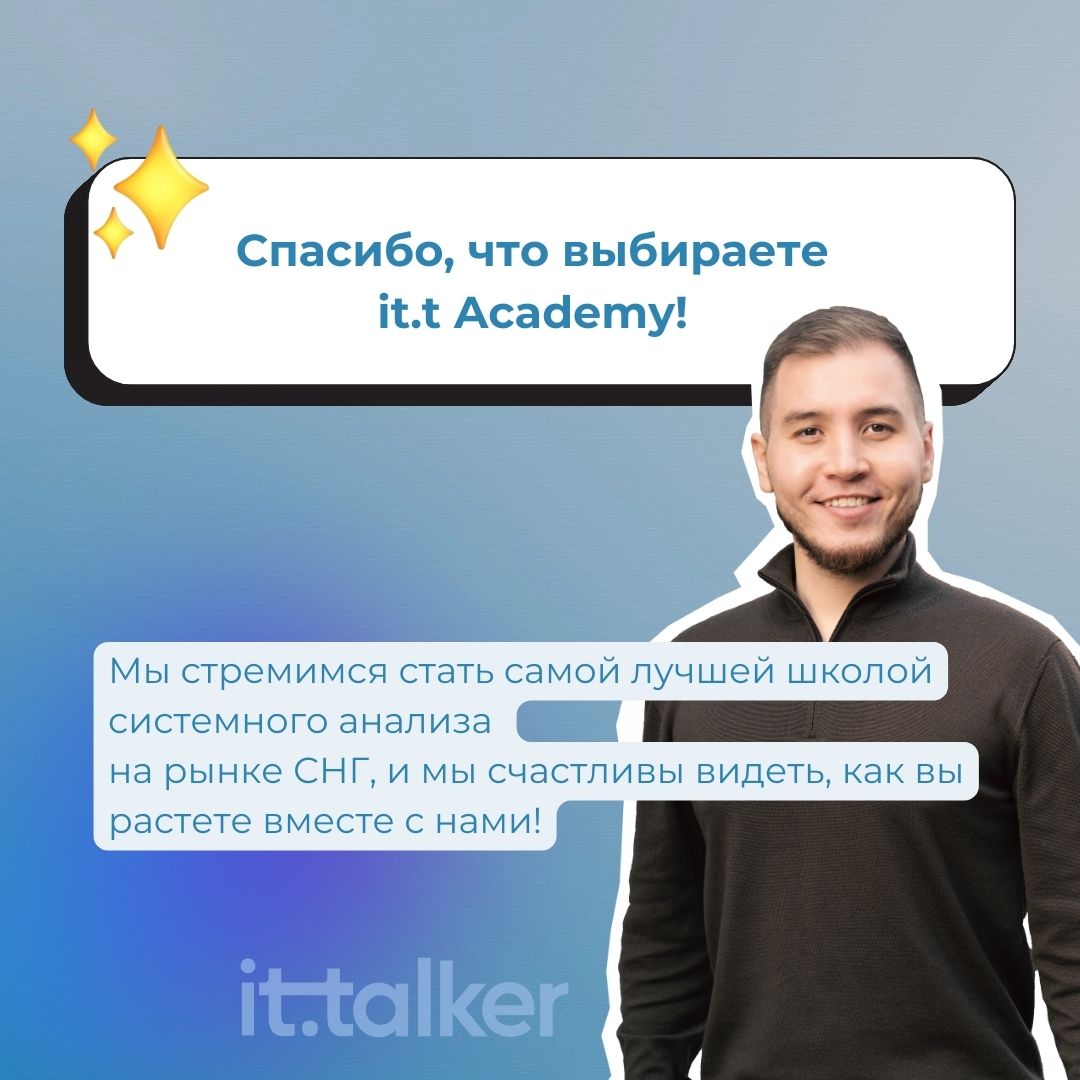 Спасибо, что выбираете
it.t Academy!
Мы стремимся стать самой лучшей школой
системного анализа
на рынке СНГ, и мы счастливы видеть, как вы
растете вместе с нами!
it.talker